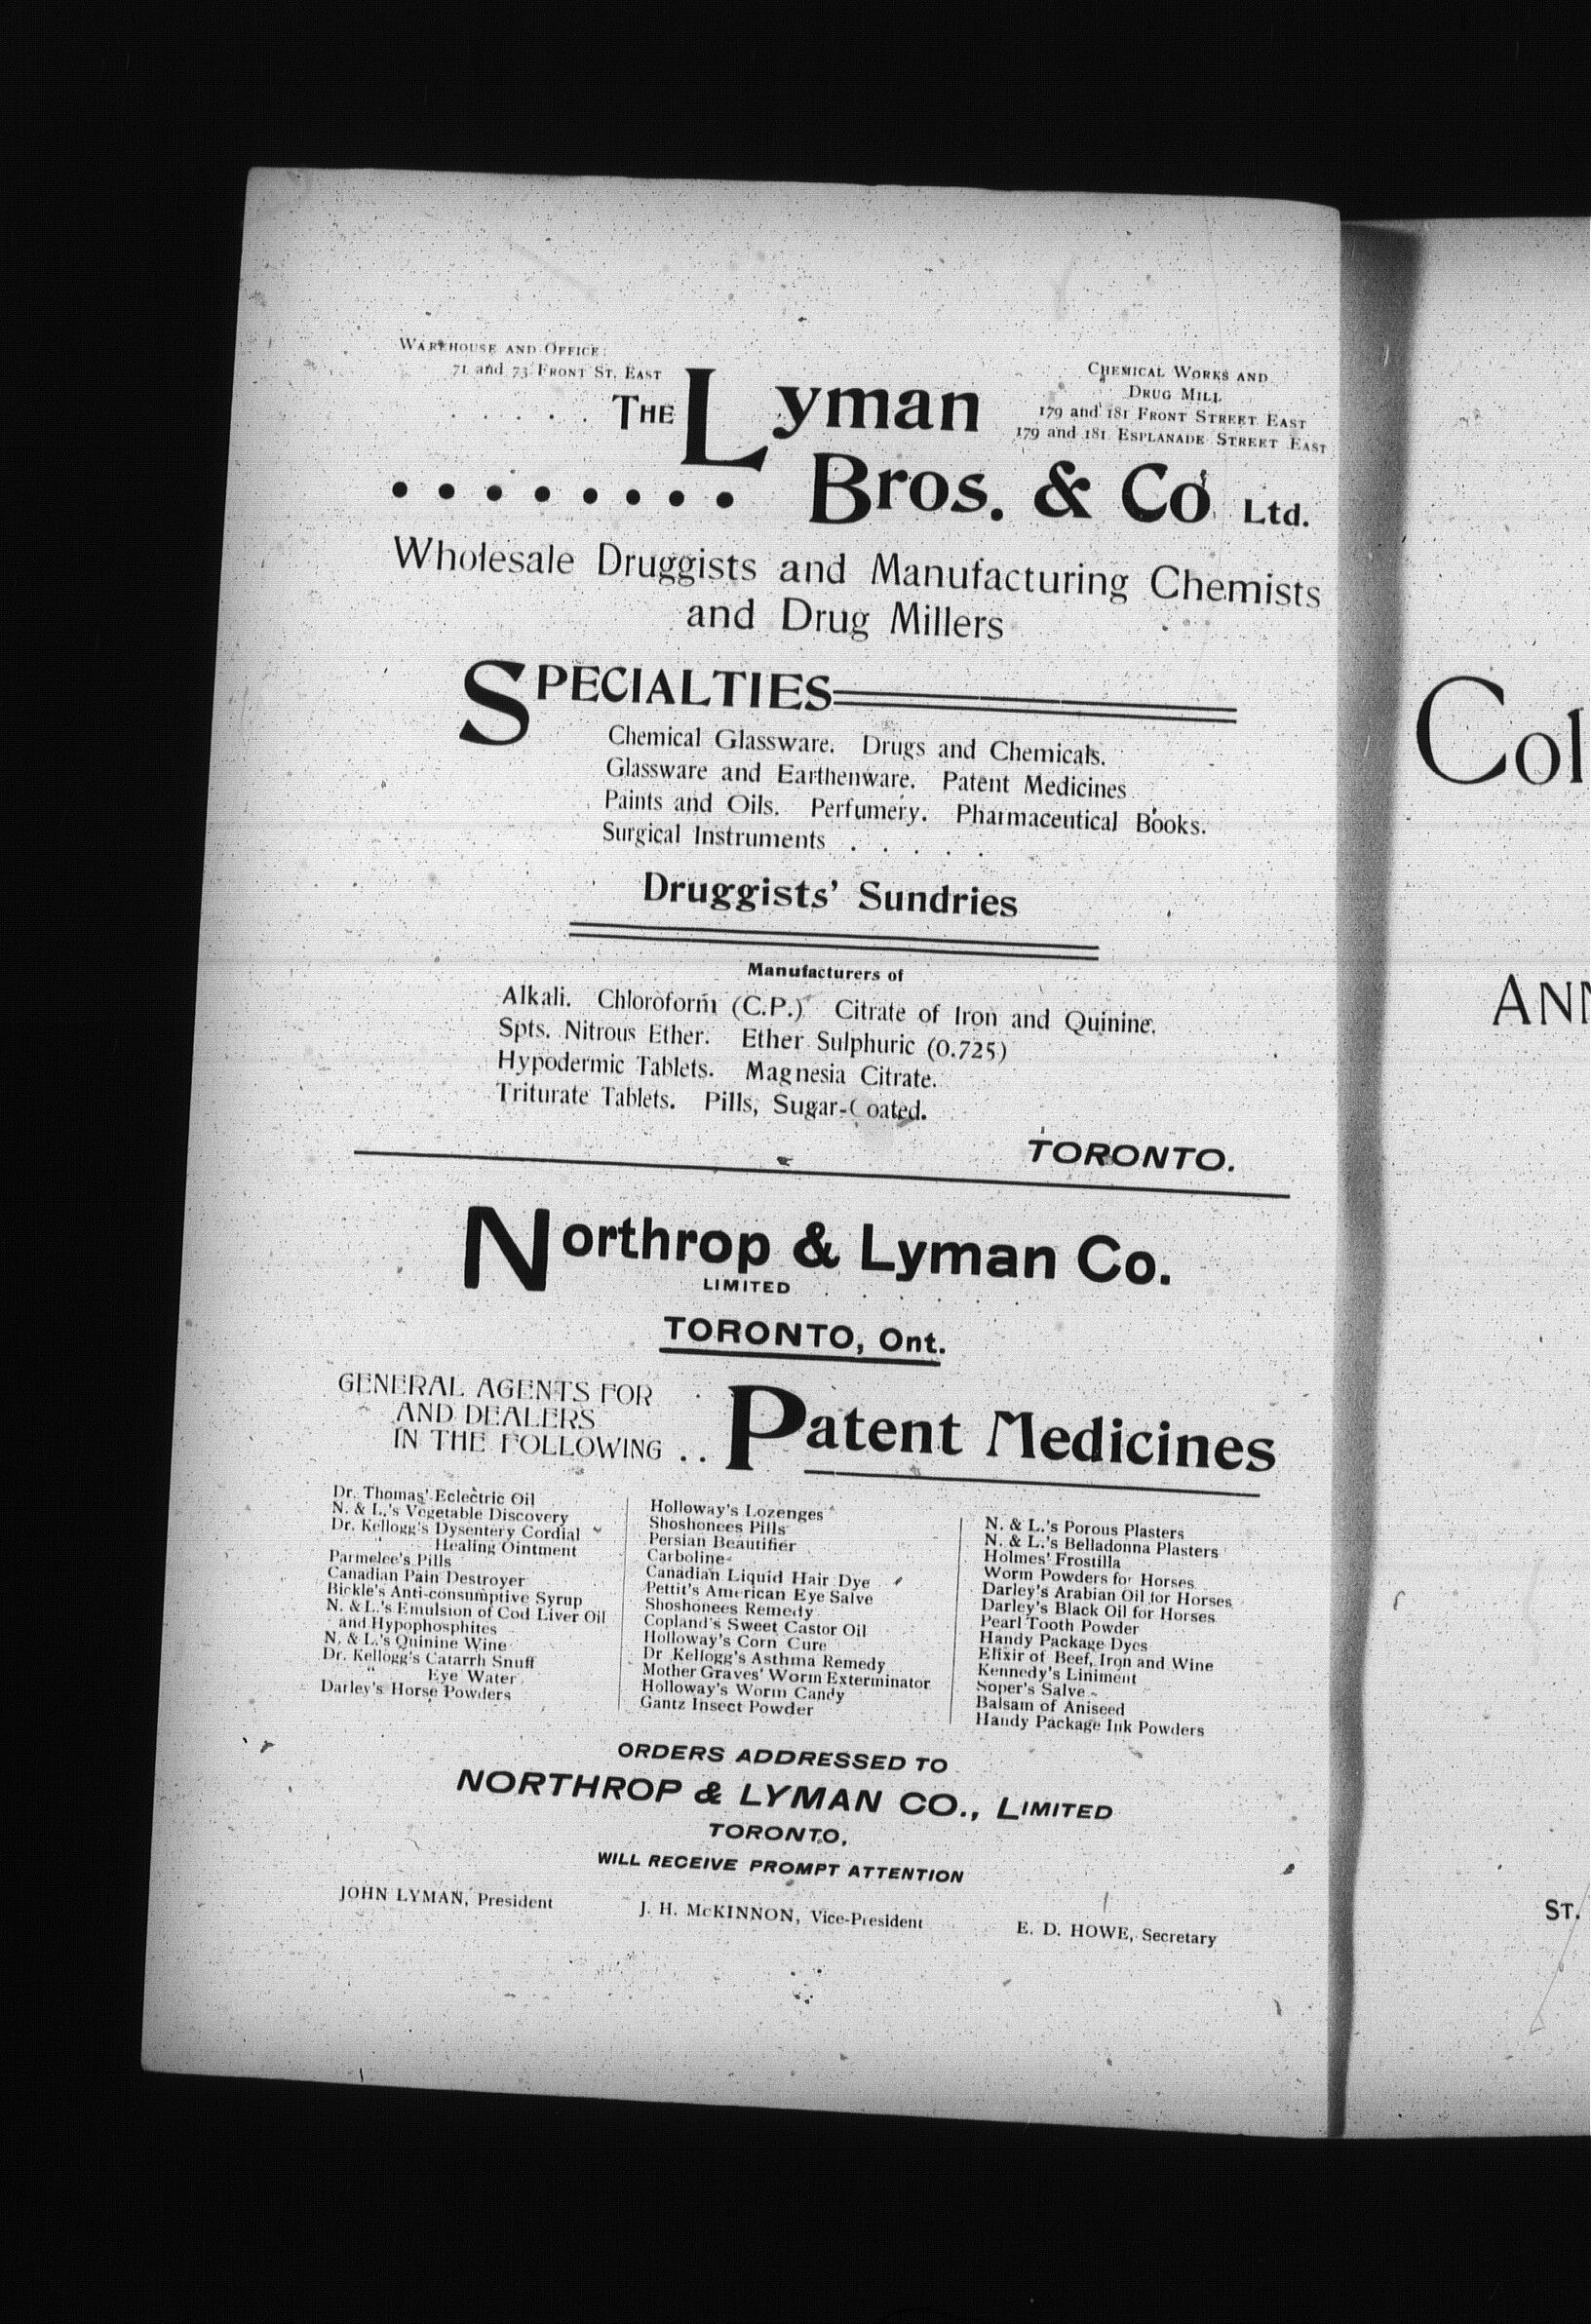 WAREHOUSE AND OFFICE:
71 and 73 FRONT ST. EAST
CHEMICAL WORKS AND
DRUG MILL
179 and 181 FRONT STREET EAST
179 and 181 ESPLANADE STREET EAST
THE Lyman
Bros. & Co Ltd.
Wholesale Druggists and Manufacturing Chemists
and Drug Millers
SPECIALTIES
Chemical Glassware. Drugs and Chemicals.
Glassware and Earthenware. Patent Medicines
Paints and Oils. Perfumery. Pharmaceutical Books.
Surgical Instruments . . . . .
Druggists' Sundries
Manufacturers of
Alkali. Chloroform (C.P.) Citrate of Iron and Quinine.
Spts. Nitrous Ether. Ether Sulphuric (0.725)
Hypodermic Tablets. Magnesia Citrate.
Triturate Tablets. Pills, Sugar-Coated.
TORONTO.
Northrop & Lyman Co.
LIMITED
TORONTO, Ont.
GENERAL AGENTS FOR
AND DEALERS
IN THE FOLLOWING . .
Patent Medicines
Dr. Thomas' Eclectric Oil
N. & L.'s Vegetable Discovery
Dr. Kellogg's Dysentery Cordial
" Healing Ointment
Parmelee's Pills
Canadian Pain Destroyer
Bickle's Anti-consumptive Syrup
N. & L.'s Emulsion of Cod Liver Oil
and Hypophosphites
N. & L.'s Quinine Wine
Dr. Kellogg's Catarrh Snuff
" Eye Water
Darley's Horse Powders
Holloway's Lozenges
Shoshonees Pills
Persian Beautifier
Carboline
Canadian Liquid Hair Dye
Pettit's American Eye Salve
Shoshonees Remedy
Copland's Sweet Castor Oil
Holloway's Corn Cure
Dr Kellogg's Asthma Remedy
Mother Graves' Worm Exterminator
Holloway's Worm Candy
Gantz Insect Powder
N. & L.'s Porous Plasters
N. & L.'s Belladonna Plasters
Holmes' Frostilla
Worm Powders for Horses
Darley's Arabian Oil for Horses
Darley's Black Oil for Horses
Pearl Tooth Powder
Handy Package Dyes
Elixir of Beef, Iron and Wine
Kennedy's Liniment
Soper's Salve
Balsam of Aniseed
Handy Package Ink Powders
ORDERS ADDRESSED TO
NORTHROP & LYMAN CO., LIMITED
TORONTO,
WILL RECEIVE PROMPT ATTENTION
JOHN LYMAN, President
J. H. McKINNON, Vice-President
E. D. HOWE, Secretary
Col
ANN
ST.